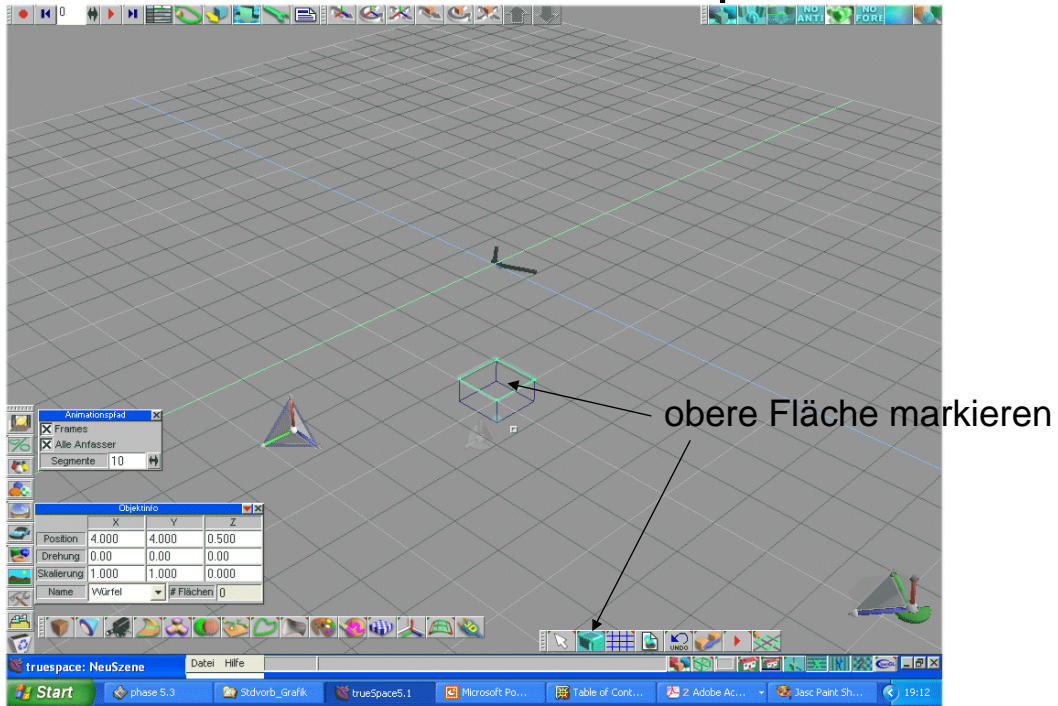 0
NO
ANTI
NO
FORE
obere Fläche markieren
Animationspfad
Frames
Alle Anfasser
Segmente 10
Objektinfo
X Y Z
Position 4.000 4.000 0.500
Drehung 0.00 0.00 0.00
Skalierung 1.000 1.000 0.000
Name Würfel # Flächen 0
UNDO
truespace: NeuSzene Datei Hilfe
Start phase 5.3 Stdvorb_Grafik trueSpace5.1 Microsoft Po... Table of Cont... 2 Adobe Ac... Jasc Paint Sh... 19:12